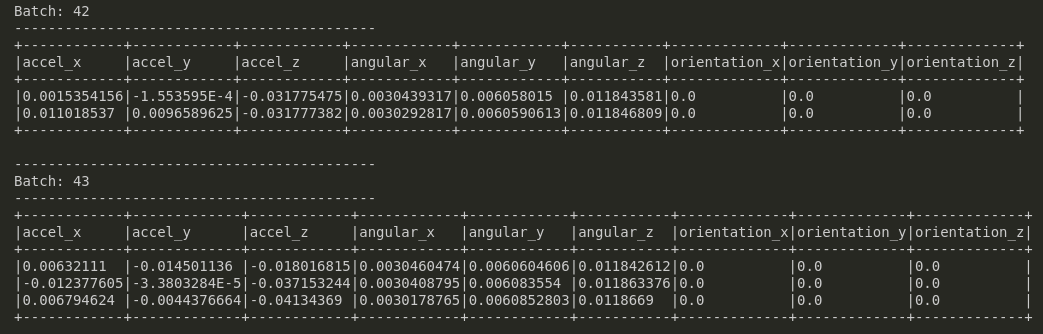 Batch: 42
-------------------------------------------
+------------+------------+------------+------------+------------+-----------+-------------+-------------+-------------+
|accel_x     |accel_y     |accel_z     |angular_x   |angular_y   |angular_z  |orientation_x|orientation_y|orientation_z|
+------------+------------+------------+------------+------------+-----------+-------------+-------------+-------------+
|0.0015354156|-1.553595E-4|-0.031775475|0.0030439317|0.006058015 |0.011843581|0.0          |0.0          |0.0          |
|0.011018537 |0.0096589625|-0.031777382|0.0030292817|0.0060590613|0.011846809|0.0          |0.0          |0.0          |
+------------+------------+------------+------------+------------+-----------+-------------+-------------+-------------+
-------------------------------------------
Batch: 43
-------------------------------------------
+------------+-------------+------------+------------+------------+-----------+-------------+-------------+-------------+
|accel_x     |accel_y      |accel_z     |angular_x   |angular_y   |angular_z  |orientation_x|orientation_y|orientation_z|
+------------+-------------+------------+------------+------------+-----------+-------------+-------------+-------------+
|0.00632111  |-0.014501136 |-0.018016815|0.0030460474|0.0060604606|0.011842612|0.0          |0.0          |0.0          |
|-0.012377605|-3.3803284E-5|-0.037153244|0.0030408795|0.006083554 |0.011863376|0.0          |0.0          |0.0          |
|0.006794624 |-0.0044376664|-0.04134369 |0.0030178765|0.0060852803|0.0118669  |0.0          |0.0          |0.0          |
+------------+-------------+------------+------------+------------+-----------+-------------+-------------+-------------+